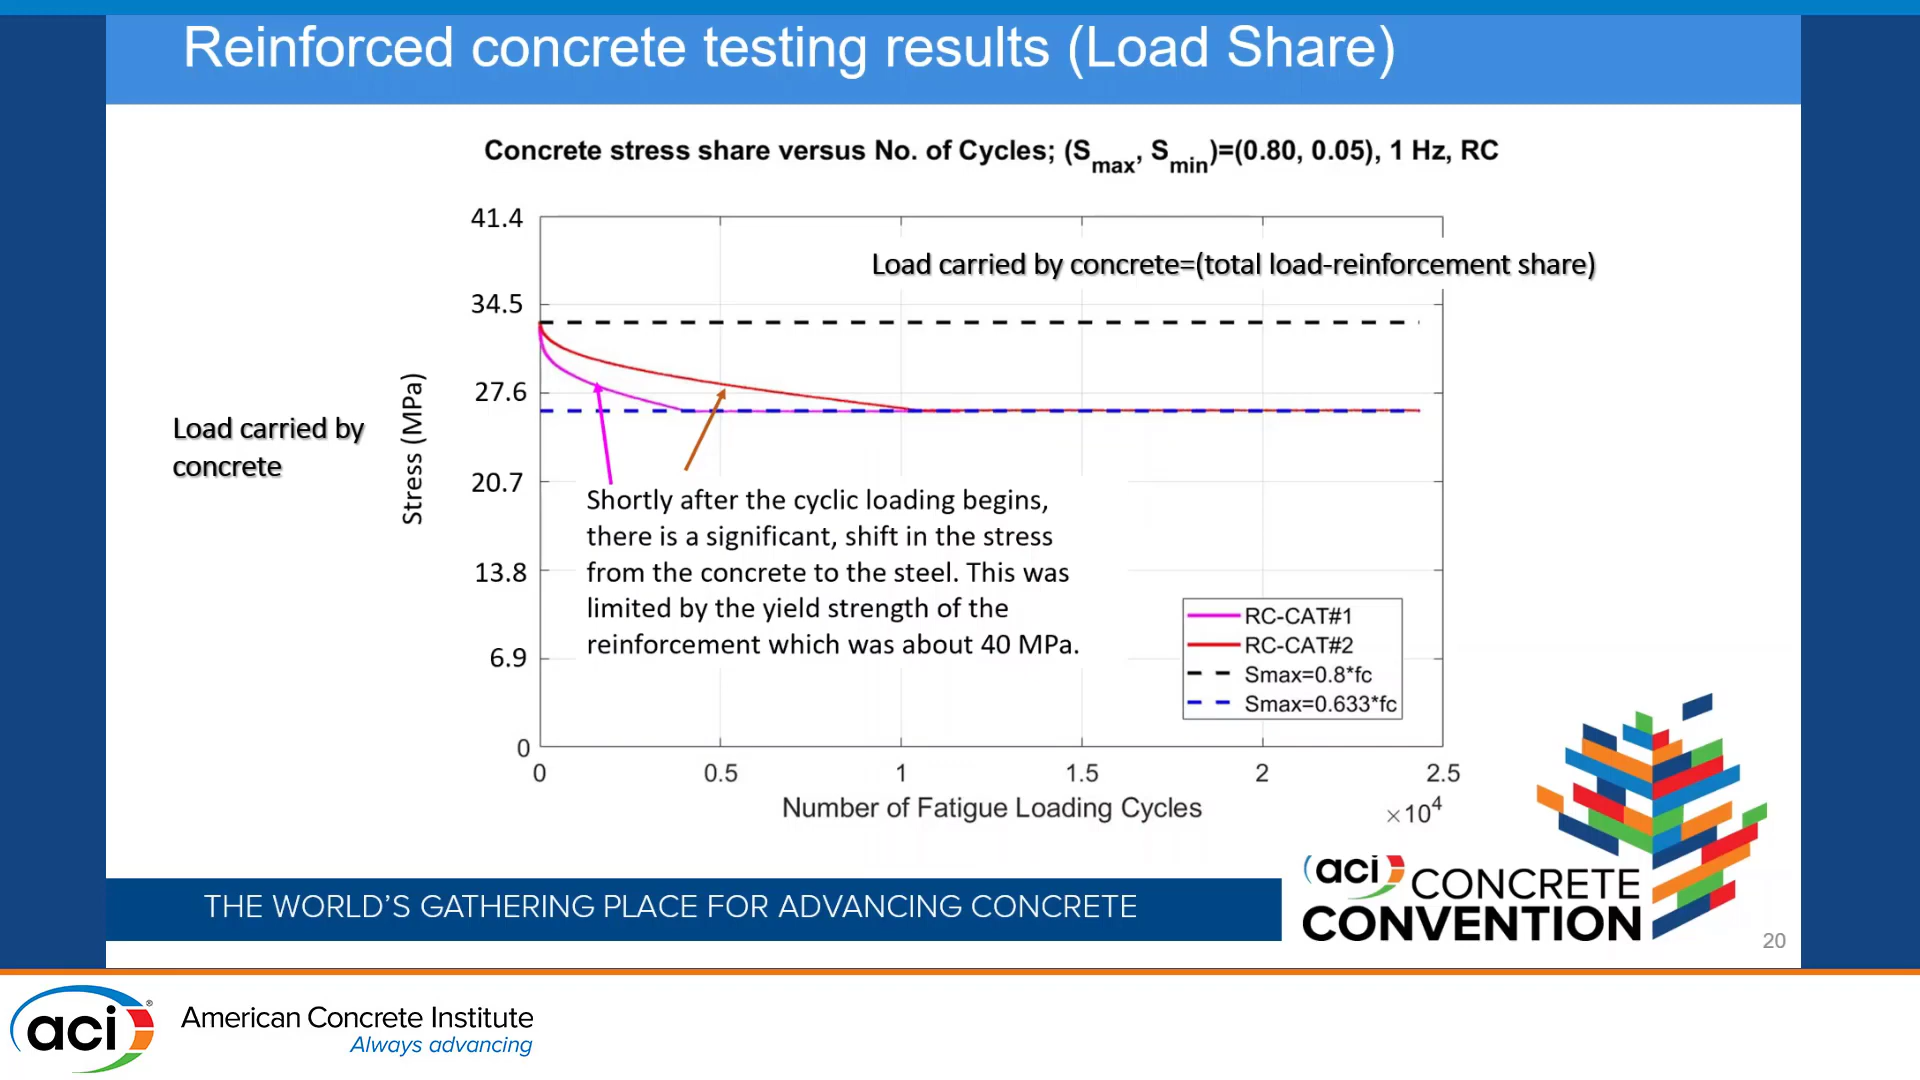 Reinforced concrete testing results (Load Share)
Concrete stress share versus No. of Cycles; (Smax, Smin)=(0.80, 0.05), 1 Hz, RC
41.4
Load carried by concrete=(total load-reinforcement share)
34.5
27.6
Load carried by
concrete
Stress (MPa)
20.7
Shortly after the cyclic loading begins,
there is a significant, shift in the stress
from the concrete to the steel. This was
limited by the yield strength of the
reinforcement which was about 40 MPa.
13.8
6.9
0
RC-CAT#1
RC-CAT#2
Smax=0.8*fc
Smax=0.633*fc
0 0.5 1 1.5 2 2.5
Number of Fatigue Loading Cycles
×10^4
THE WORLD'S GATHERING PLACE FOR ADVANCING CONCRETE
aci CONCRETE
CONVENTION
20
aci®
American Concrete Institute
Always advancing